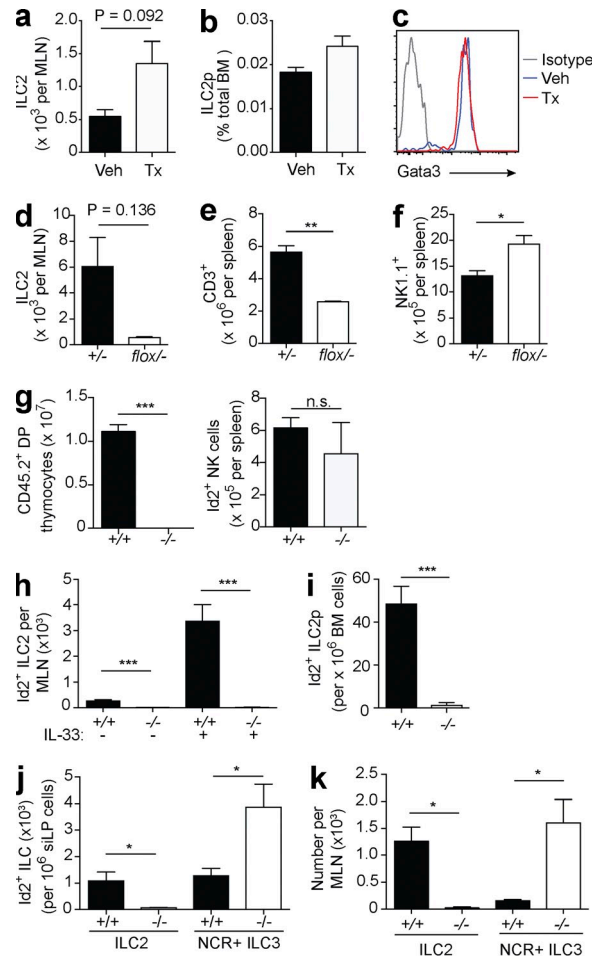 a
P = 0.092
ILC2
(x 10³ per MLN)
2.0
1.5
1.0
0.5
0
Veh Tx
b
ILC2p
(% total BM)
0.03
0.02
0.01
0.00
Veh Tx
c
Isotype
Veh
Tx
Gata3
d
P = 0.136
ILC2
(x 10³ per MLN)
10
8
6
4
2
0
+/- flox/-
e
**
CD3⁺
(x 10⁶ per spleen)
8
6
4
2
0
+/- flox/-
f
*
NK1.1⁺
(x 10⁵ per spleen)
25
20
15
10
5
0
+/- flox/-
g
***
CD45.2⁺ DP
thymocytes (x 10⁷)
1.5
1.0
0.5
0
+/+ -/-
n.s.
Id2⁺ NK cells
(x 10⁵ per spleen)
8
6
4
2
0
+/+ -/-
h
***
***
Id2⁺ ILC2 per
MLN (x10³)
5
4
3
2
1
0
+/+ -/- +/+ -/-
IL-33: - - + +
i
***
Id2⁺ ILC2p
(per x 10⁶ BM cells)
60
40
20
0
+/+ -/-
j
*
*
Id2⁺ ILC (x10³)
(per 10⁶ siLP cells)
5
4
3
2
1
0
+/+ -/- +/+ -/-
ILC2 NCR+ ILC3
k
*
*
Number per
MLN (x10³)
2.5
2.0
1.5
1.0
0.5
0
+/+ -/- +/+ -/-
ILC2 NCR+ ILC3